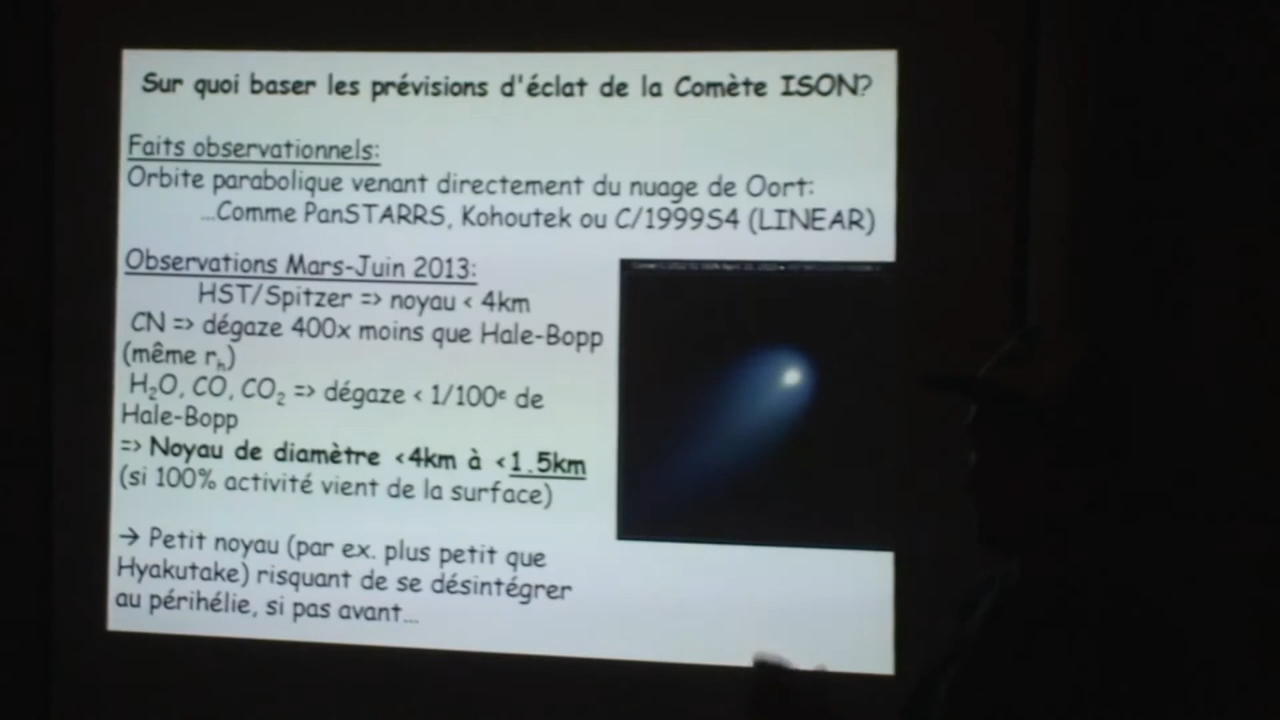 Sur quoi baser les prévisions d'éclat de la Comète ISON?
Faits observationnels:
Orbite parabolique venant directement du nuage de Oort:
...Comme PanSTARRS, Kohoutek ou C/1999S4 (LINEAR)
Observations Mars-Juin 2013:
HST/Spitzer => noyau < 4km
CN => dégaze 400x moins que Hale-Bopp
(même rₕ)
H₂O, CO, CO₂ => dégaze < 1/100ᵉ de
Hale-Bopp
=> Noyau de diamètre <4km à <1.5km
(si 100% activité vient de la surface)
→ Petit noyau (par ex. plus petit que
Hyakutake) risquant de se désintégrer
au périhélie, si pas avant...